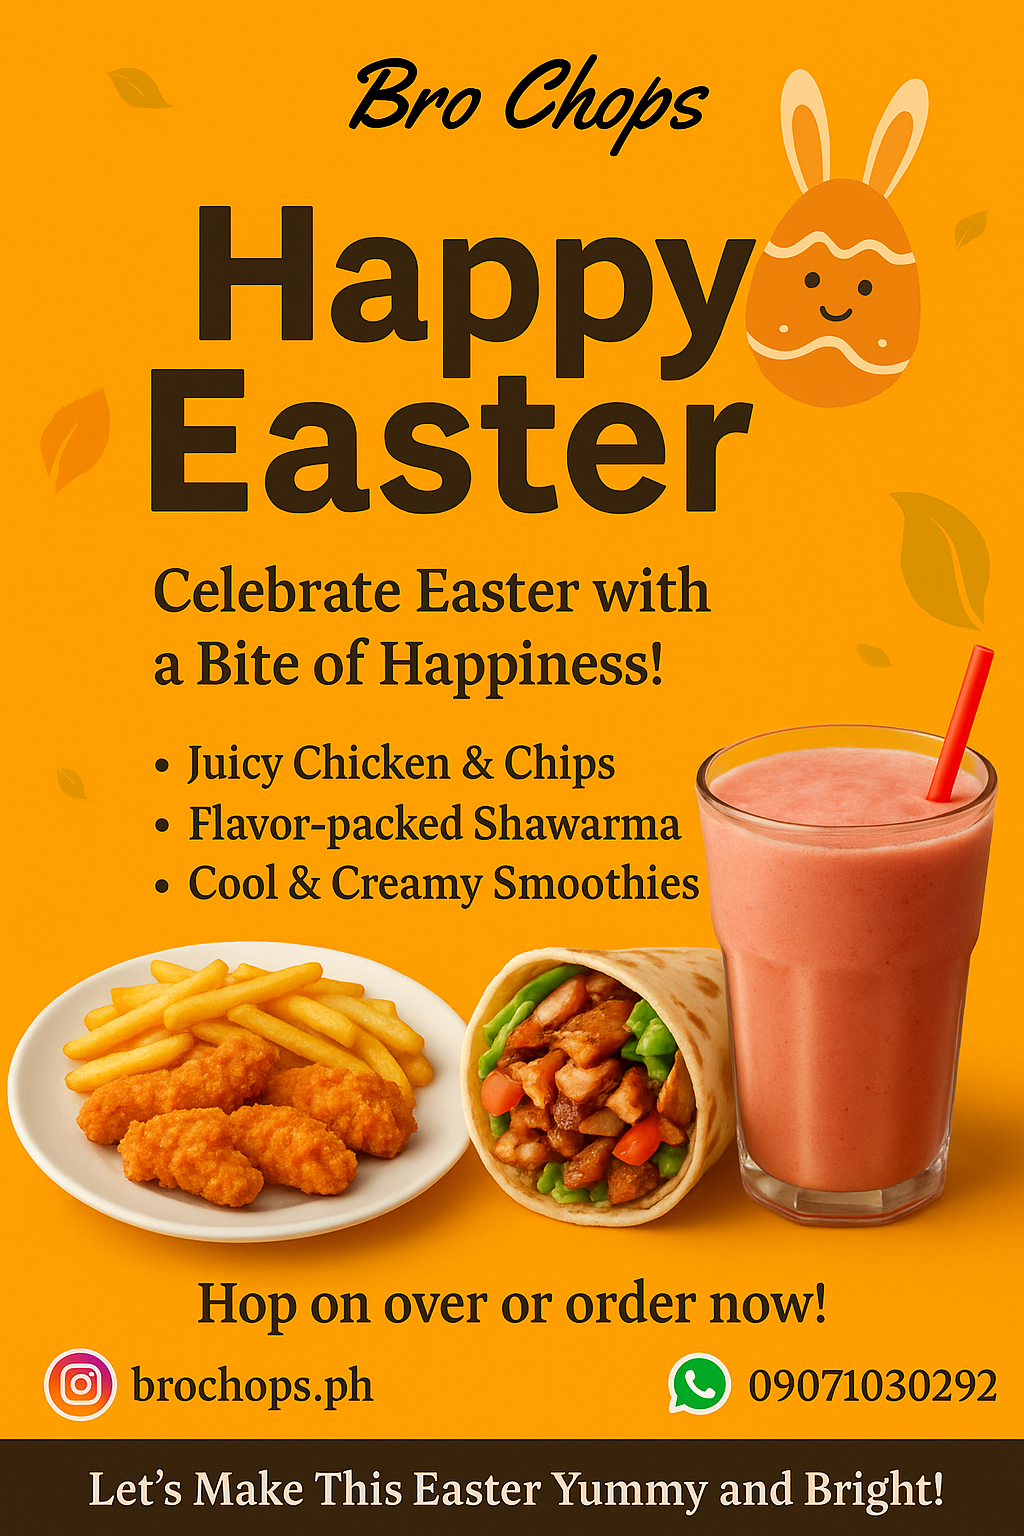 Bro Chops
Happy
Easter
Celebrate Easter with
a Bite of Happiness!
• Juicy Chicken & Chips
• Flavor-packed Shawarma
• Cool & Creamy Smoothies
Hop on over or order now!
brochops.ph
09071030292
Let's Make This Easter Yummy and Bright!